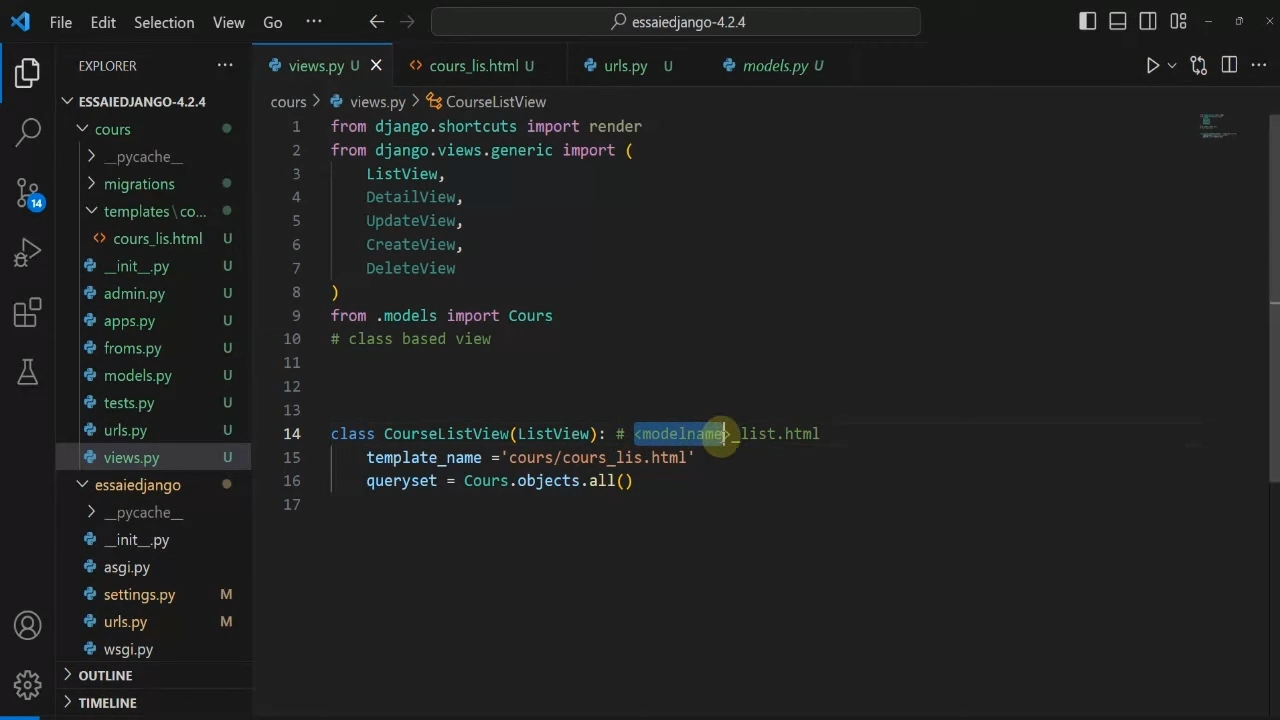 File Edit Selection View Go ···
essaiedjango-4.2.4
EXPLORER ···
views.py U
cours_lis.html U
urls.py U
models.py U
ESSAIEDJANGO-4.2.4
cours
__pycache__
migrations
templates\co...
cours_lis.html U
__init__.py U
admin.py U
apps.py U
froms.py U
models.py U
tests.py U
urls.py U
views.py U
essaiedjango
__pycache__
__init__.py
asgi.py
settings.py M
urls.py M
wsgi.py
OUTLINE
TIMELINE
14
cours > views.py > CourseListView
1 from django.shortcuts import render
2 from django.views.generic import (
3 ListView,
4 DetailView,
5 UpdateView,
6 CreateView,
7 DeleteView
8 )
9 from .models import Cours
10 # class based view
11
12
13
14 class CourseListView(ListView): # <modelname>_list.html
15 template_name ='cours/cours_lis.html'
16 queryset = Cours.objects.all()
17